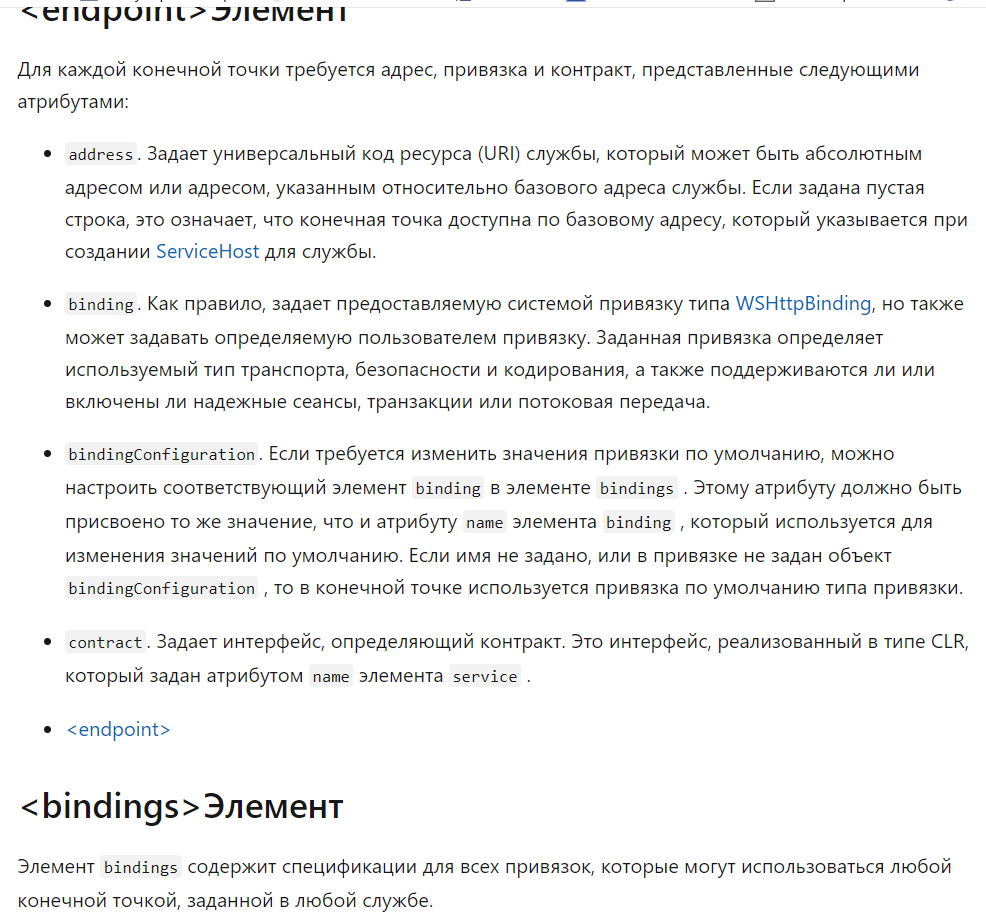 <endpoint>Элемент
Для каждой конечной точки требуется адрес, привязка и контракт, представленные следующими
атрибутами:
address. Задает универсальный код ресурса (URI) службы, который может быть абсолютным
адресом или адресом, указанным относительно базового адреса службы. Если задана пустая
строка, это означает, что конечная точка доступна по базовому адресу, который указывается при
создании ServiceHost для службы.
binding. Как правило, задает предоставляемую системой привязку типа WSHttpBinding, но также
может задавать определяемую пользователем привязку. Заданная привязка определяет
используемый тип транспорта, безопасности и кодирования, а также поддерживаются ли или
включены ли надежные сеансы, транзакции или потоковая передача.
bindingConfiguration. Если требуется изменить значения привязки по умолчанию, можно
настроить соответствующий элемент binding в элементе bindings . Этому атрибуту должно быть
присвоено то же значение, что и атрибуту name элемента binding , который используется для
изменения значений по умолчанию. Если имя не задано, или в привязке не задан объект
bindingConfiguration , то в конечной точке используется привязка по умолчанию типа привязки.
contract. Задает интерфейс, определяющий контракт. Это интерфейс, реализованный в типе CLR,
который задан атрибутом name элемента service .
<endpoint>
<bindings>Элемент
Элемент bindings содержит спецификации для всех привязок, которые могут использоваться любой
конечной точкой, заданной в любой службе.